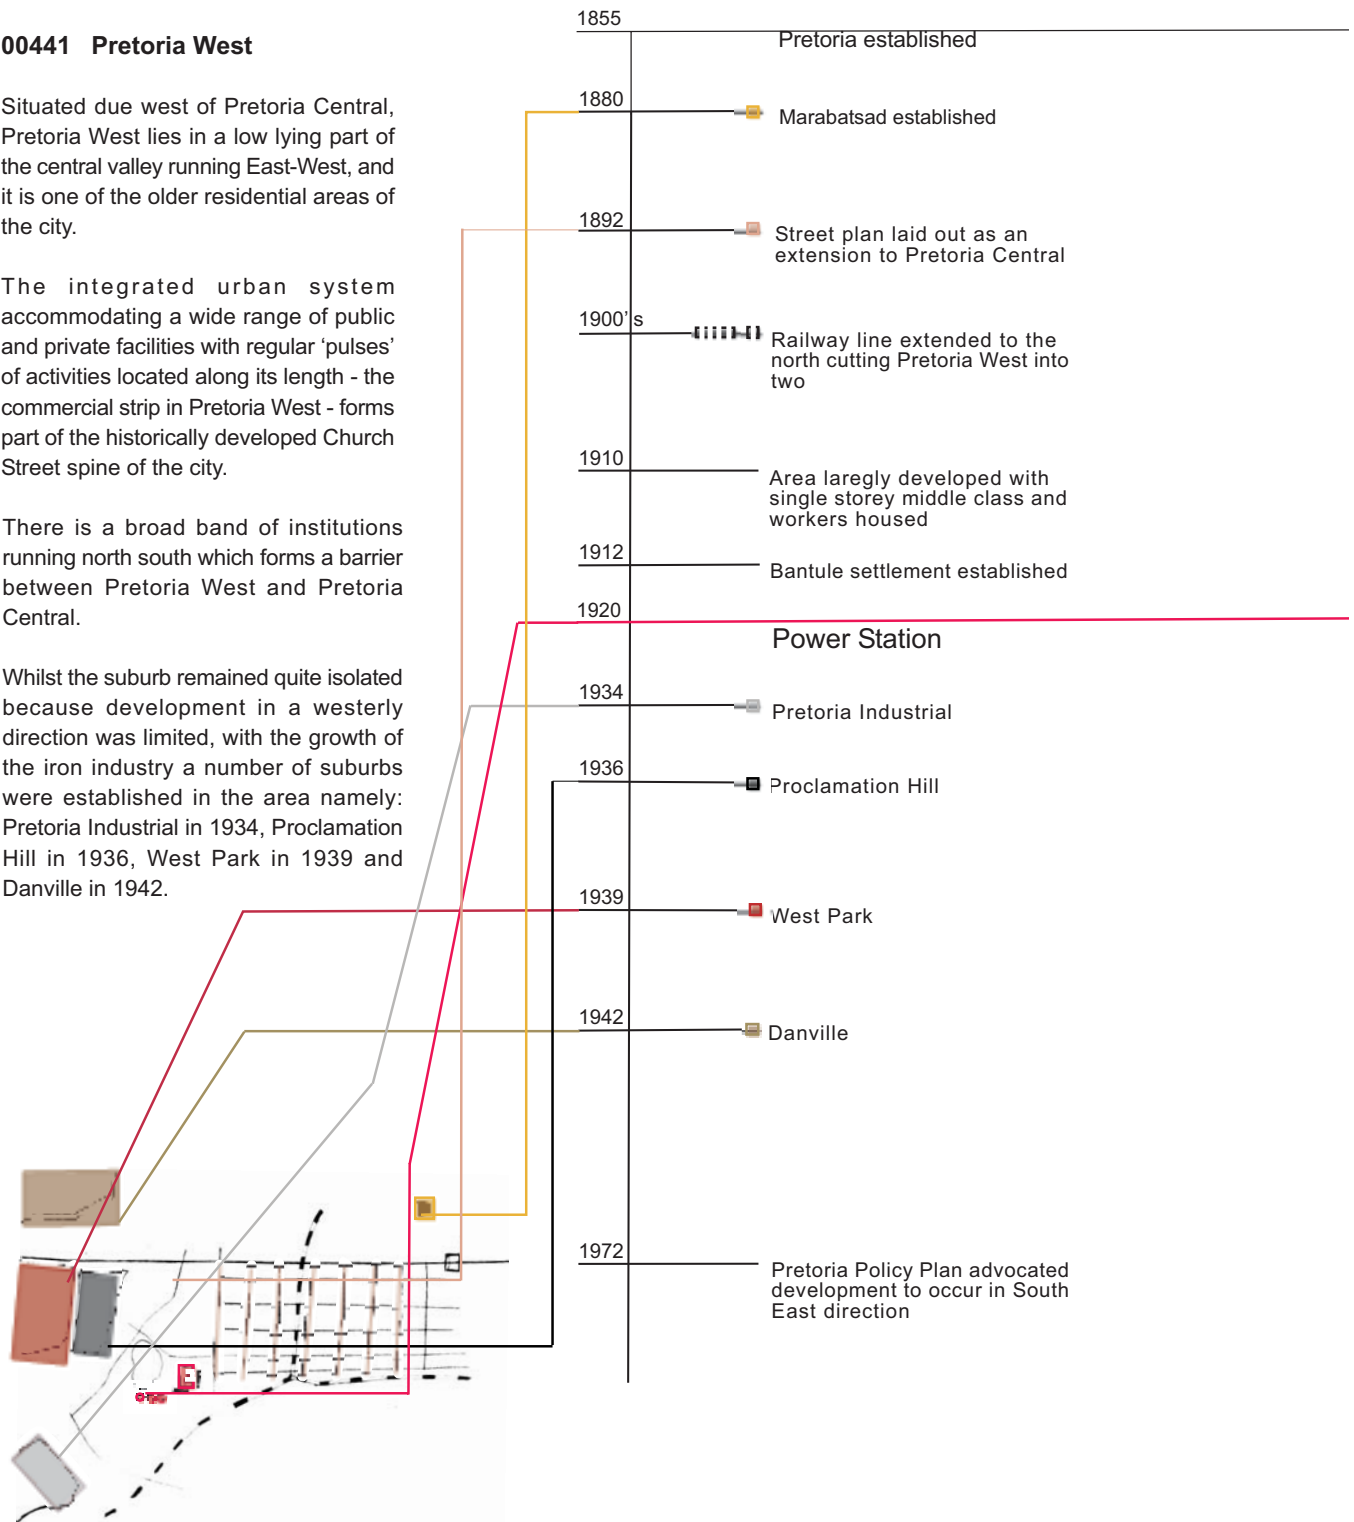 00441 Pretoria West
Situated due west of Pretoria Central,
Pretoria West lies in a low lying part of
the central valley running East-West, and
it is one of the older residential areas of
the city.
The integrated urban system
accommodating a wide range of public
and private facilities with regular ‘pulses’
of activities located along its length - the
commercial strip in Pretoria West - forms
part of the historically developed Church
Street spine of the city.
There is a broad band of institutions
running north south which forms a barrier
between Pretoria West and Pretoria
Central.
Whilst the suburb remained quite isolated
because development in a westerly
direction was limited, with the growth of
the iron industry a number of suburbs
were established in the area namely:
Pretoria Industrial in 1934, Proclamation
Hill in 1936, West Park in 1939 and
Danville in 1942.
1855
Pretoria established
1880
Marabatsad established
1892
Street plan laid out as an
extension to Pretoria Central
1900’s
Railway line extended to the
north cutting Pretoria West into
two
1910
Area laregly developed with
single storey middle class and
workers housed
1912
Bantule settlement established
1920
Power Station
1934
Pretoria Industrial
1936
Proclamation Hill
1939
West Park
1942
Danville
1972
Pretoria Policy Plan advocated
development to occur in South
East direction